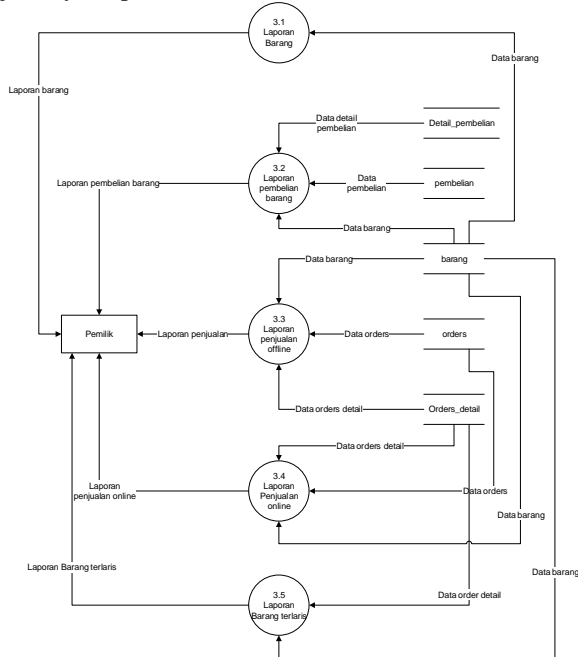 3.1
Laporan
Barang
Data barang
Laporan barang
Data detail
pembelian
Detail_pembelian
3.2
Laporan
pembelian
barang
Laporan pembelian barang
Data
pembelian
pembelian
Data barang
Data barang
barang
3.3
Laporan
penjualan
offline
Pemilik
Laporan penjualan
Data orders
orders
Data orders detail
Orders_detail
Data orders detail
3.4
Laporan
Penjualan
online
Laporan
penjualan online
Data orders
Data barang
Laporan Barang terlaris
Data barang
3.5
Laporan
Barang terlaris
Data order detail